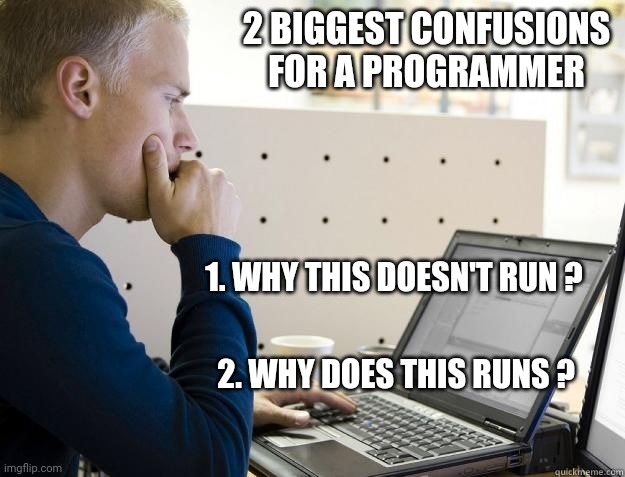 2 BIGGEST CONFUSIONS
FOR A PROGRAMMER
1. WHY THIS DOESN'T RUN ?
2. WHY DOES THIS RUNS ?
imgflip.com
quickmeme.com